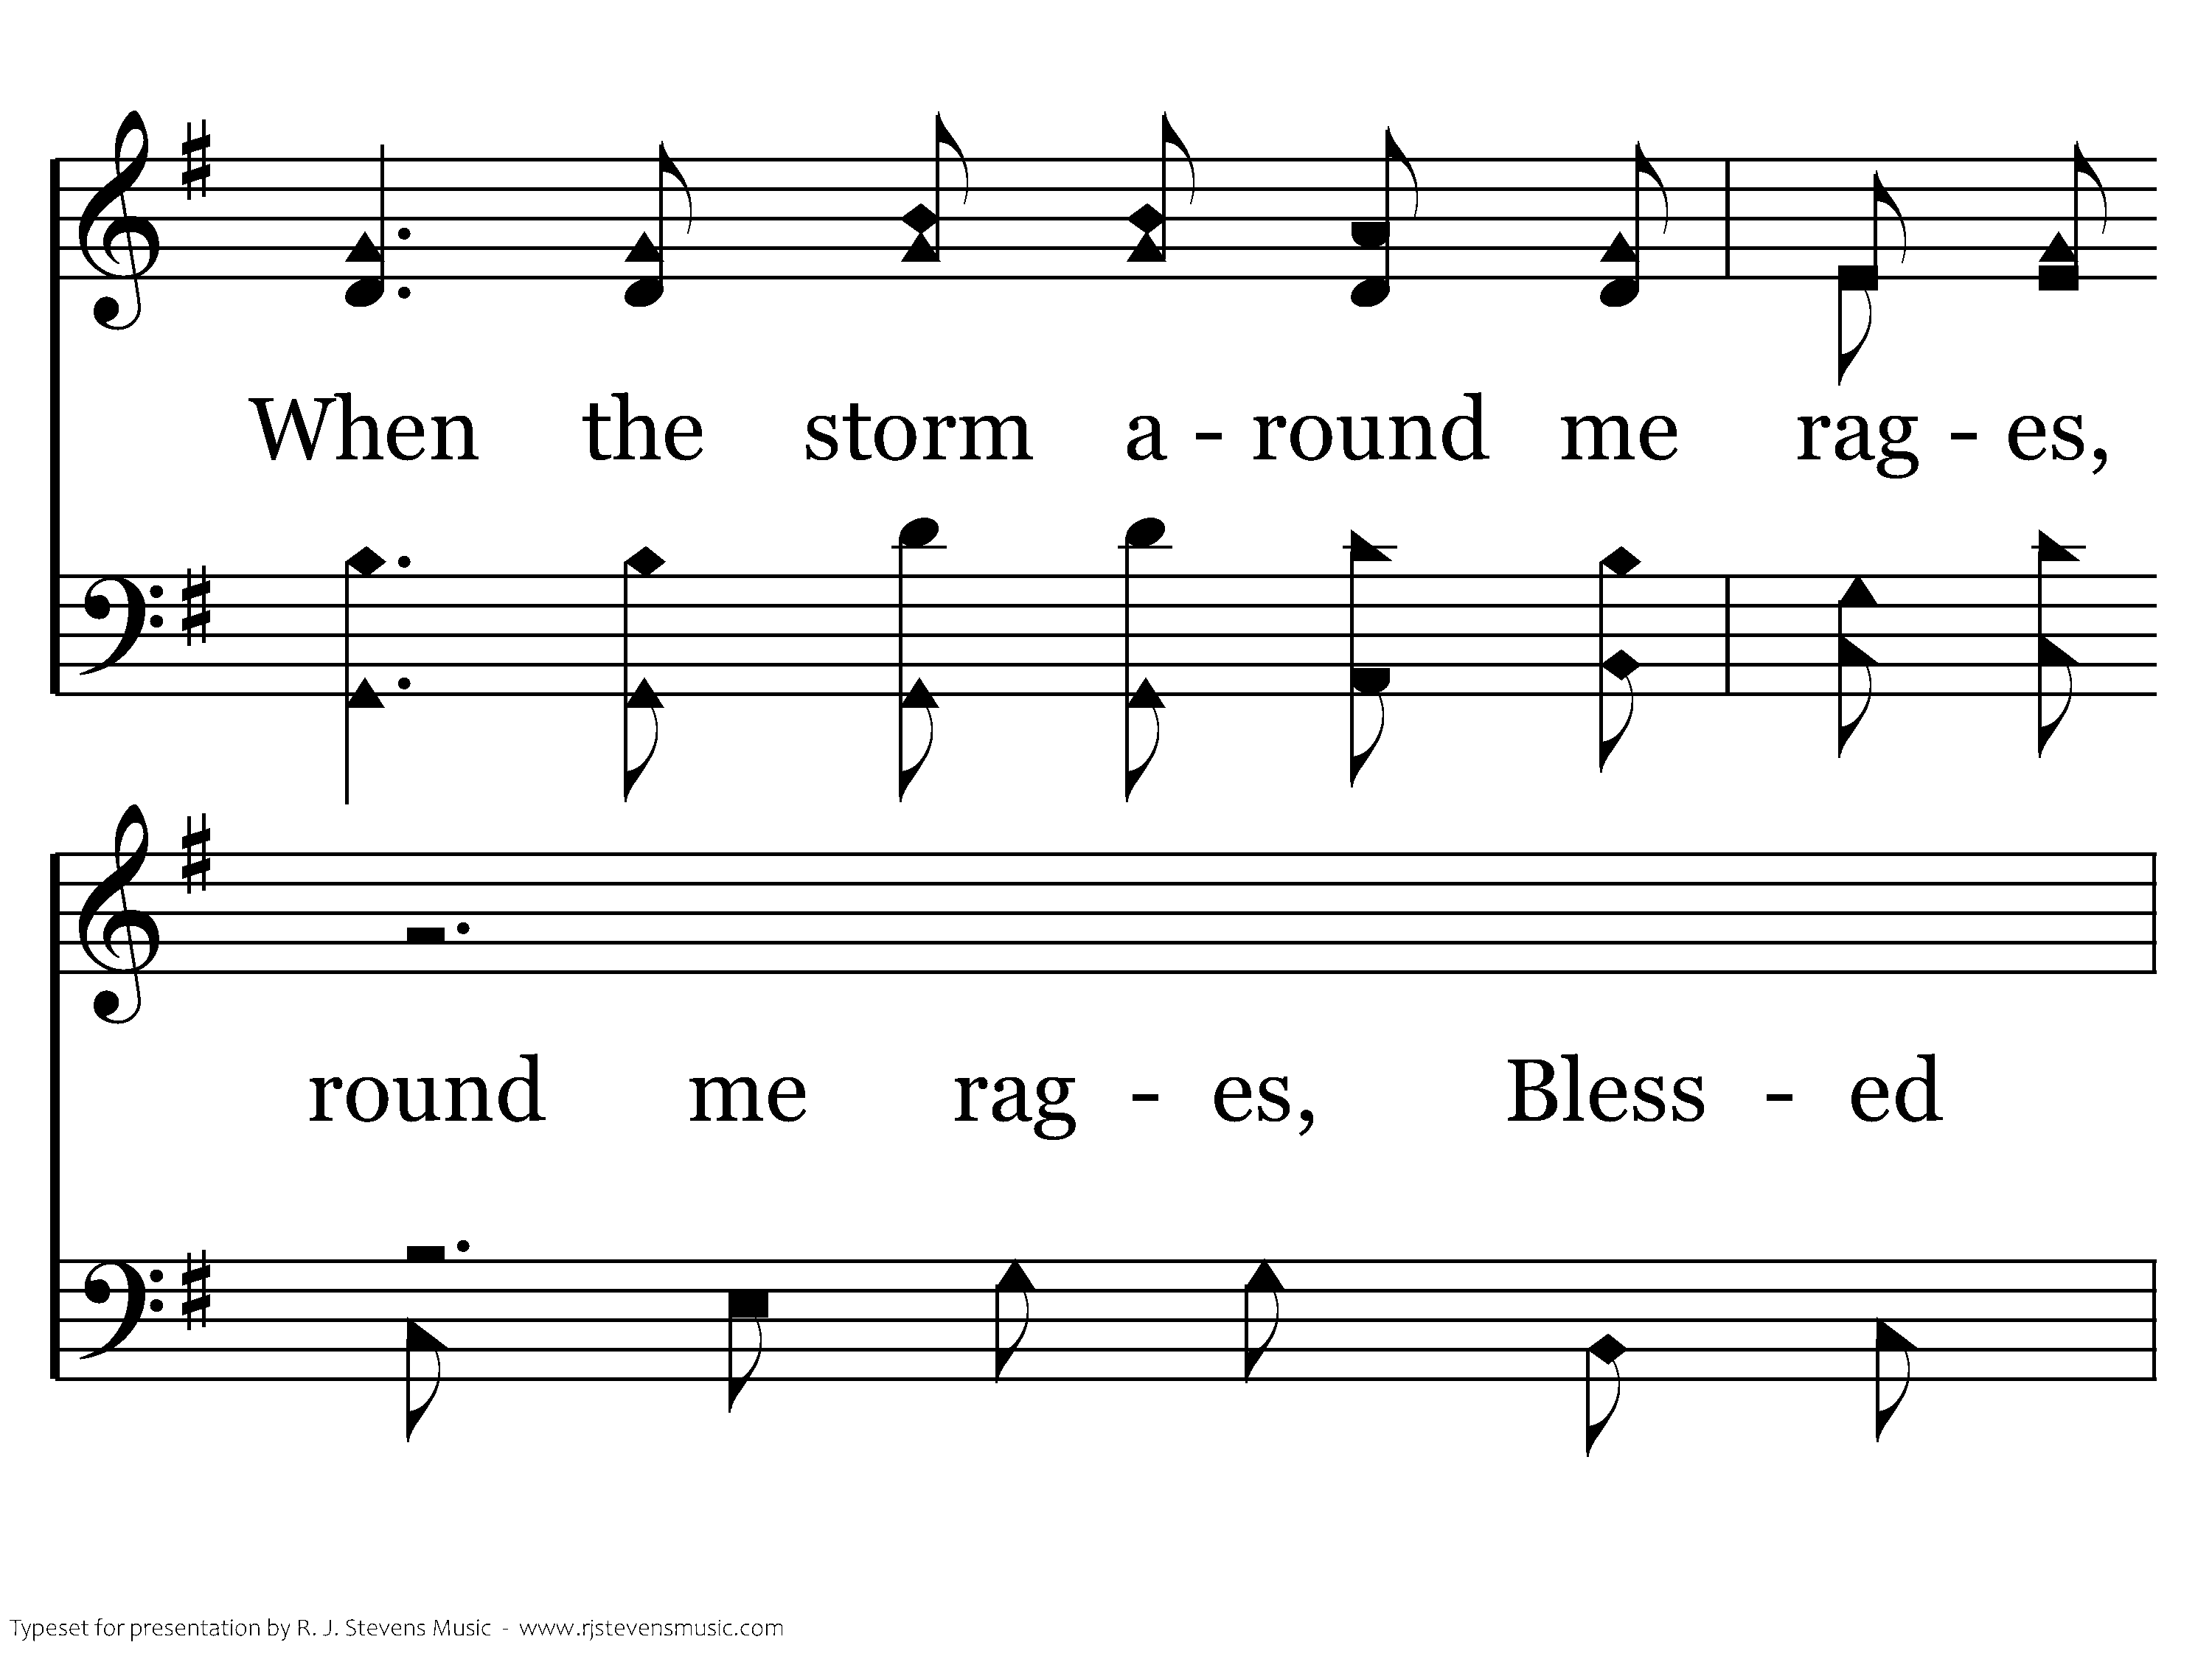 When the storm a - round me rag - es,
round me rag - es, Bless - ed
Typeset for presentation by R. J. Stevens Music - www.rjstevensmusic.com